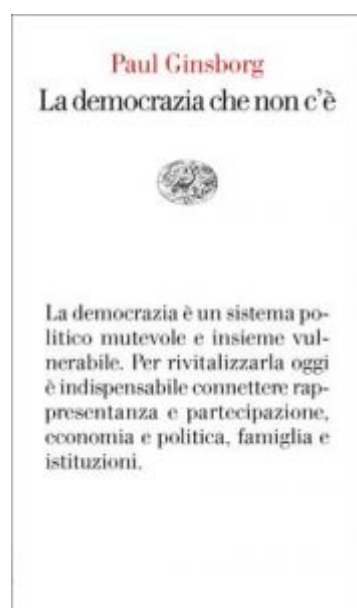 Paul Ginsborg
La democrazia che non c'è
La democrazia è un sistema po-
litico mutevole e insieme vul-
nerabile. Per rivitalizzarla oggi
è indispensabile connettere rap-
presentanza e partecipazione,
economia e politica, famiglia e
istituzioni.